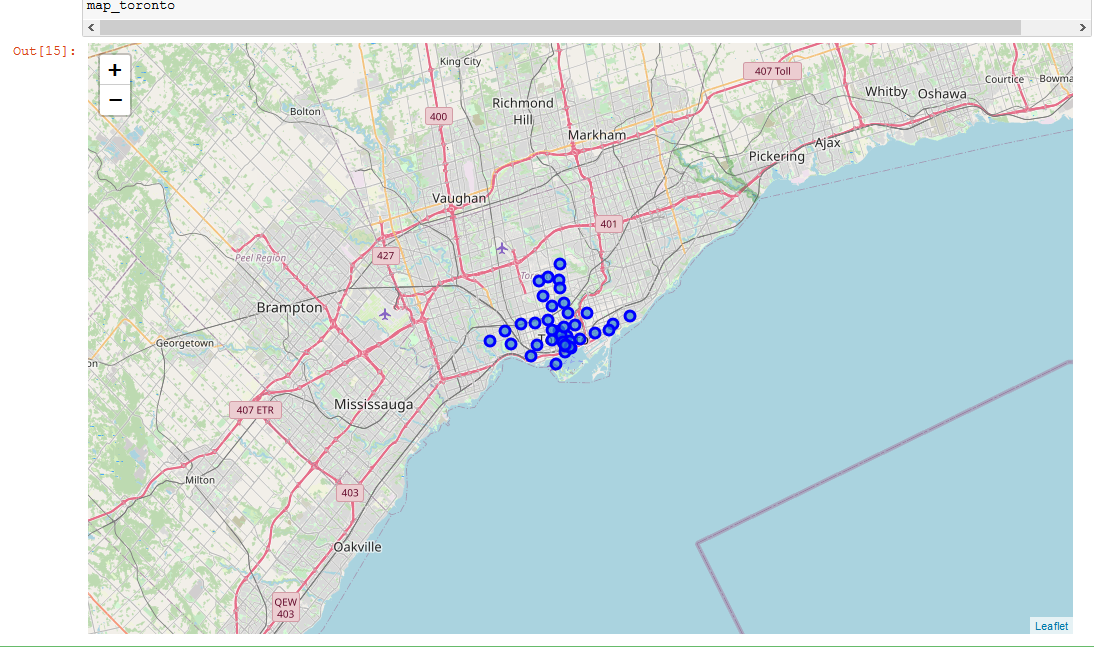 map_toronto
Out[15]:
+
−
King City
407 Toll
Courtice
Bowma
Whitby
Oshawa
Richmond
Hill
Bolton
400
Markham
Ajax
Pickering
Vaughan
401
427
Peel Region
Tor
Brampton
Georgetown
on
T
Mississauga
407 ETR
Milton
403
Oakville
QEW
403
Leaflet